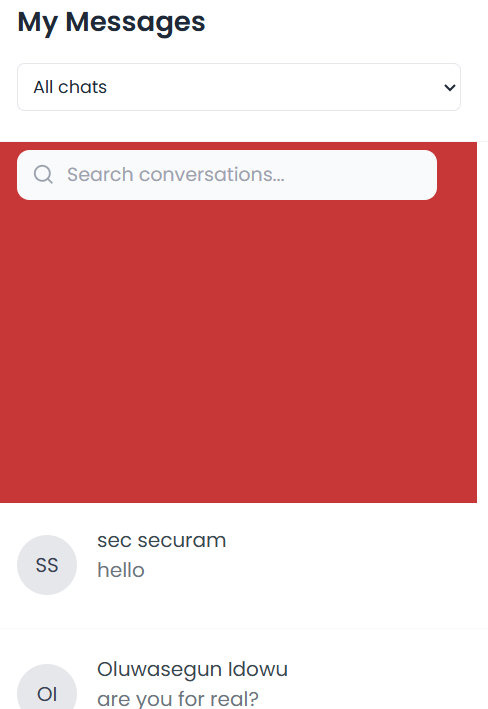 My Messages
All chats
Search conversations...
SS
sec securam
hello
OI
Oluwasegun Idowu
are you for real?